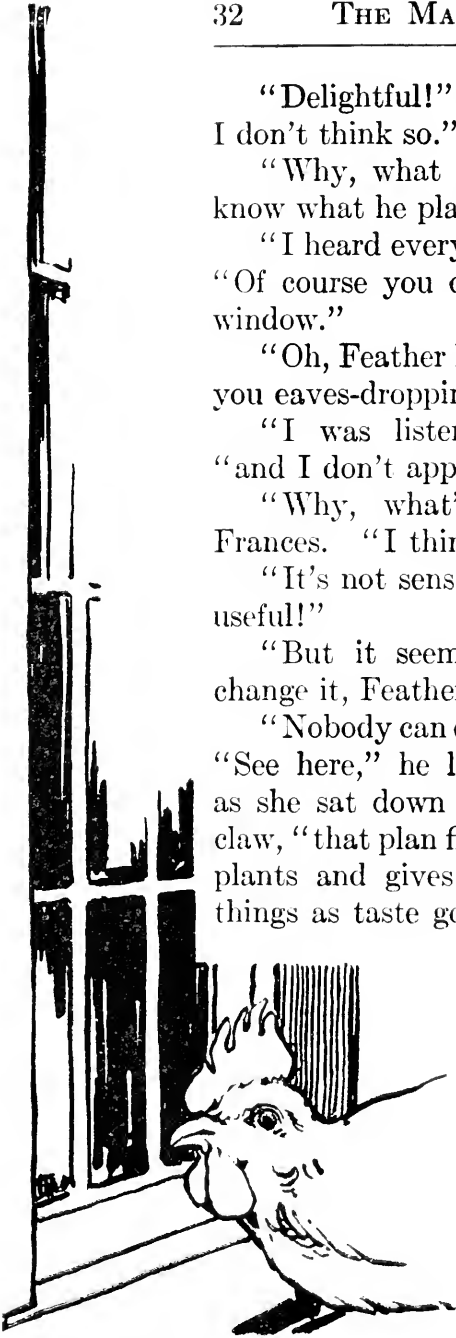 32 THE MA
"Delightful!"
I don't think so."
"Why, what
know what he pla
"I heard every
"Of course you
window."
"Oh, Feather
you eaves-droppin
"I was listen
"and I don't app
"Why, what'
Frances. "I thin
"It's not sens
useful!"
"But it seem
change it, Feather
"Nobody can
"See here," he l
as she sat down
claw, "that plan f
plants and gives
things as taste go